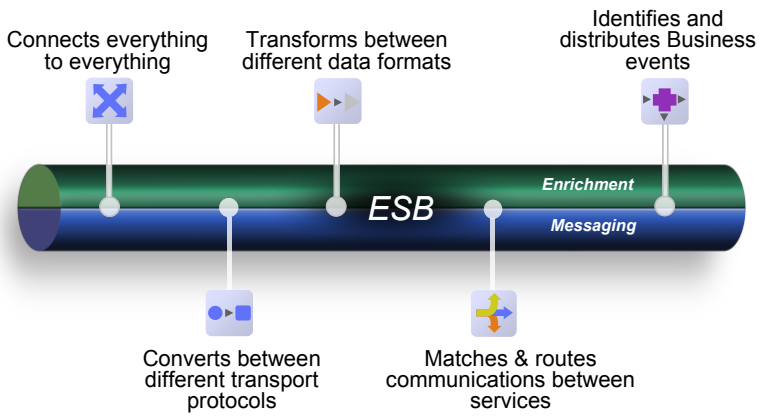 Connects everything
to everything
Transforms between
different data formats
Identifies and
distributes Business
events
ESB
Enrichment
Messaging
Converts between
different transport
protocols
Matches & routes
communications between
services